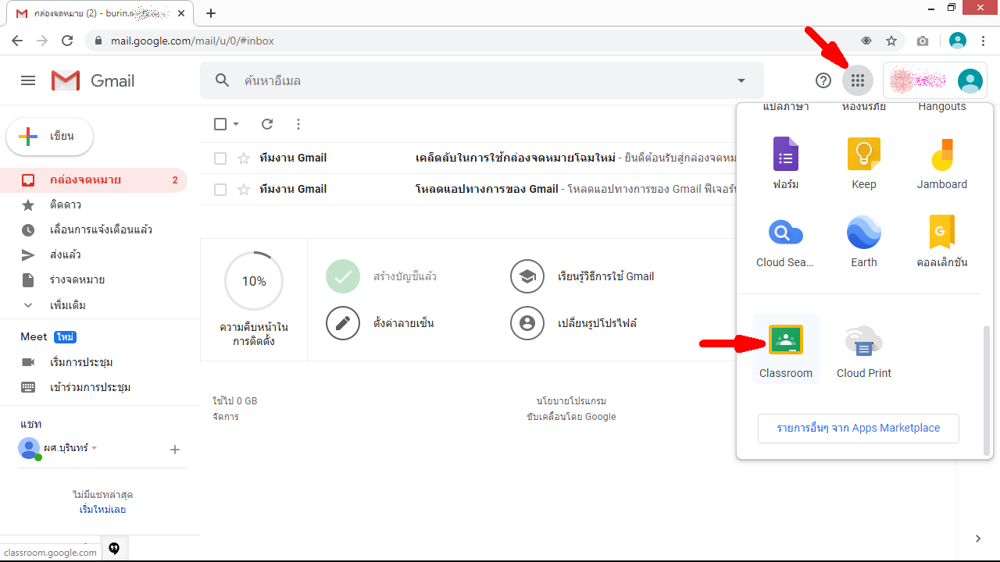 กล่องจดหมาย (2) - burin.r
mail.google.com/mail/u/0/#inbox
Gmail
ค้นหาอีเมล
เขียน
กล่องจดหมาย 2
ติดดาว
เลื่อนการแจ้งเตือนแล้ว
ส่งแล้ว
ร่างจดหมาย
เพิ่มเติม
Meet ใหม่
เริ่มการประชุม
เข้าร่วมการประชุม
แชท
ผศ.บุรินทร์
ไม่มีแชทล่าสุด
เริ่มใหม่เลย
classroom.google.com
ทีมงาน Gmail เคล็ดลับในการใช้กล่องจดหมายโฉมใหม่ - ยินดีต้อนรับสู่กล่องจดหม
ทีมงาน Gmail โหลดแอปทางการของ Gmail - โหลดแอปทางการของ Gmail ฟีเจอร์
10%
ความคืบหน้าใน
การติดตั้ง
สร้างบัญชีแล้ว
เรียนรู้วิธีการใช้ Gmail
ตั้งค่าลายเซ็น
เปลี่ยนรูปโปรไฟล์
ใช้ไป 0 GB
จัดการ
นโยบายโปรแกรม
ขับเคลื่อนโดย Google
แปลภาษา ห้องนิรภัย Hangouts
ฟอร์ม Keep Jamboard
Cloud Sea... Earth คอลเล็กชัน
Classroom Cloud Print
รายการอื่นๆ จาก Apps Marketplace